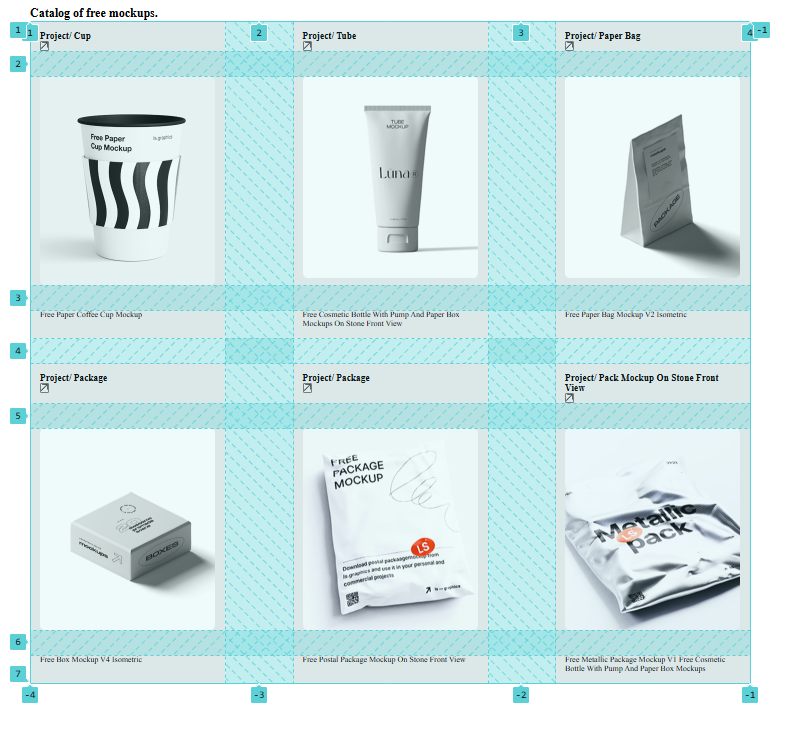 Catalog of free mockups.
1 1 2 3 4 -1
Project/ Cup
Project/ Tube
Project/ Paper Bag
2
Free Paper
Cup Mockup
ls.graphics
TUBE
MOCKUP
Luna
PACKAGE
3
Free Paper Coffee Cup Mockup
Free Cosmetic Bottle With Pump And Paper Box
Mockups On Stone Front View
Free Paper Bag Mockup V2 Isometric
4
Project/ Package
Project/ Package
Project/ Pack Mockup On Stone Front
View
5
mockups
BOXES
FREE
PACKAGE
MOCKUP
LS
Download postal package mockup from
ls graphics and use it in your personal and
commercial projects
ls — graphics
Metallic
LS
pack
6
Free Box Mockup V4 Isometric
Free Postal Package Mockup On Stone Front View
Free Metallic Package Mockup V1 Free Cosmetic
Bottle With Pump And Paper Box Mockups
7
-4 -3 -2 -1